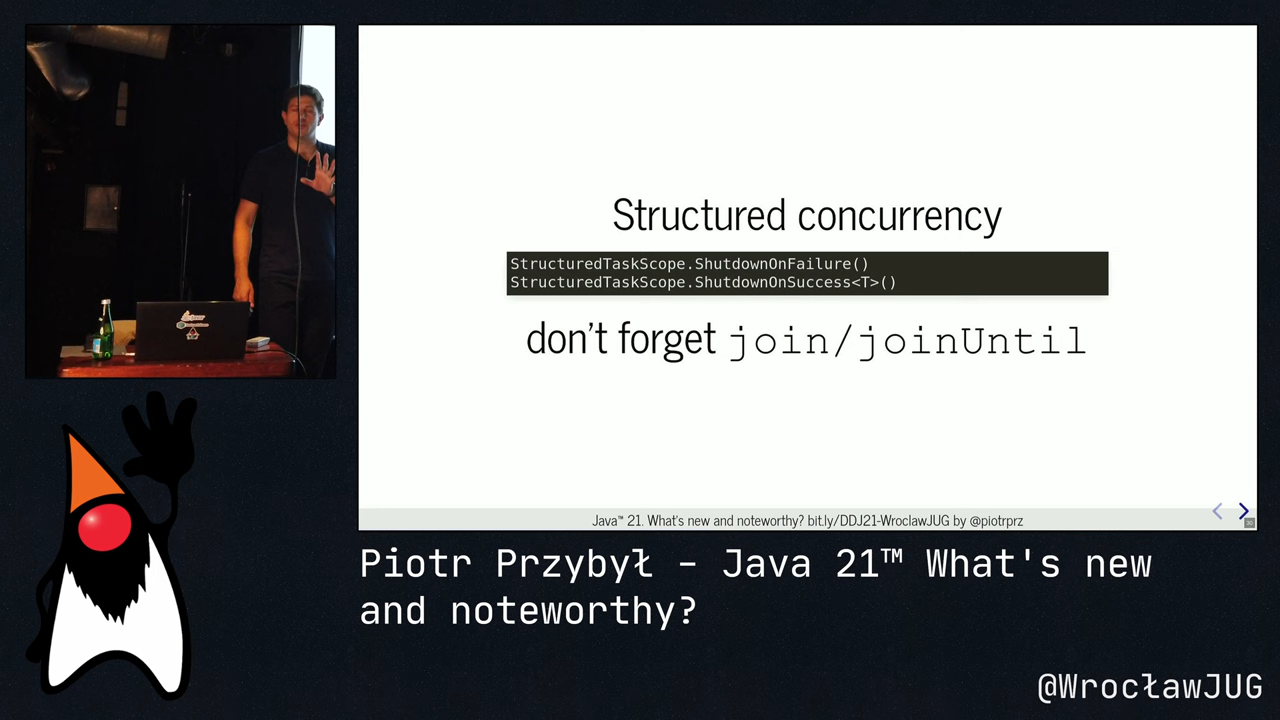 Structured concurrency
StructuredTaskScope.ShutdownOnFailure()
StructuredTaskScope.ShutdownOnSuccess<T>()
don't forget join/joinUntil
Java™ 21. What's new and noteworthy? bit.ly/DDJ21-WroclawJUG by @piotrprz
Piotr Przybył – Java 21™ What's new
and noteworthy?
@WrocławJUG